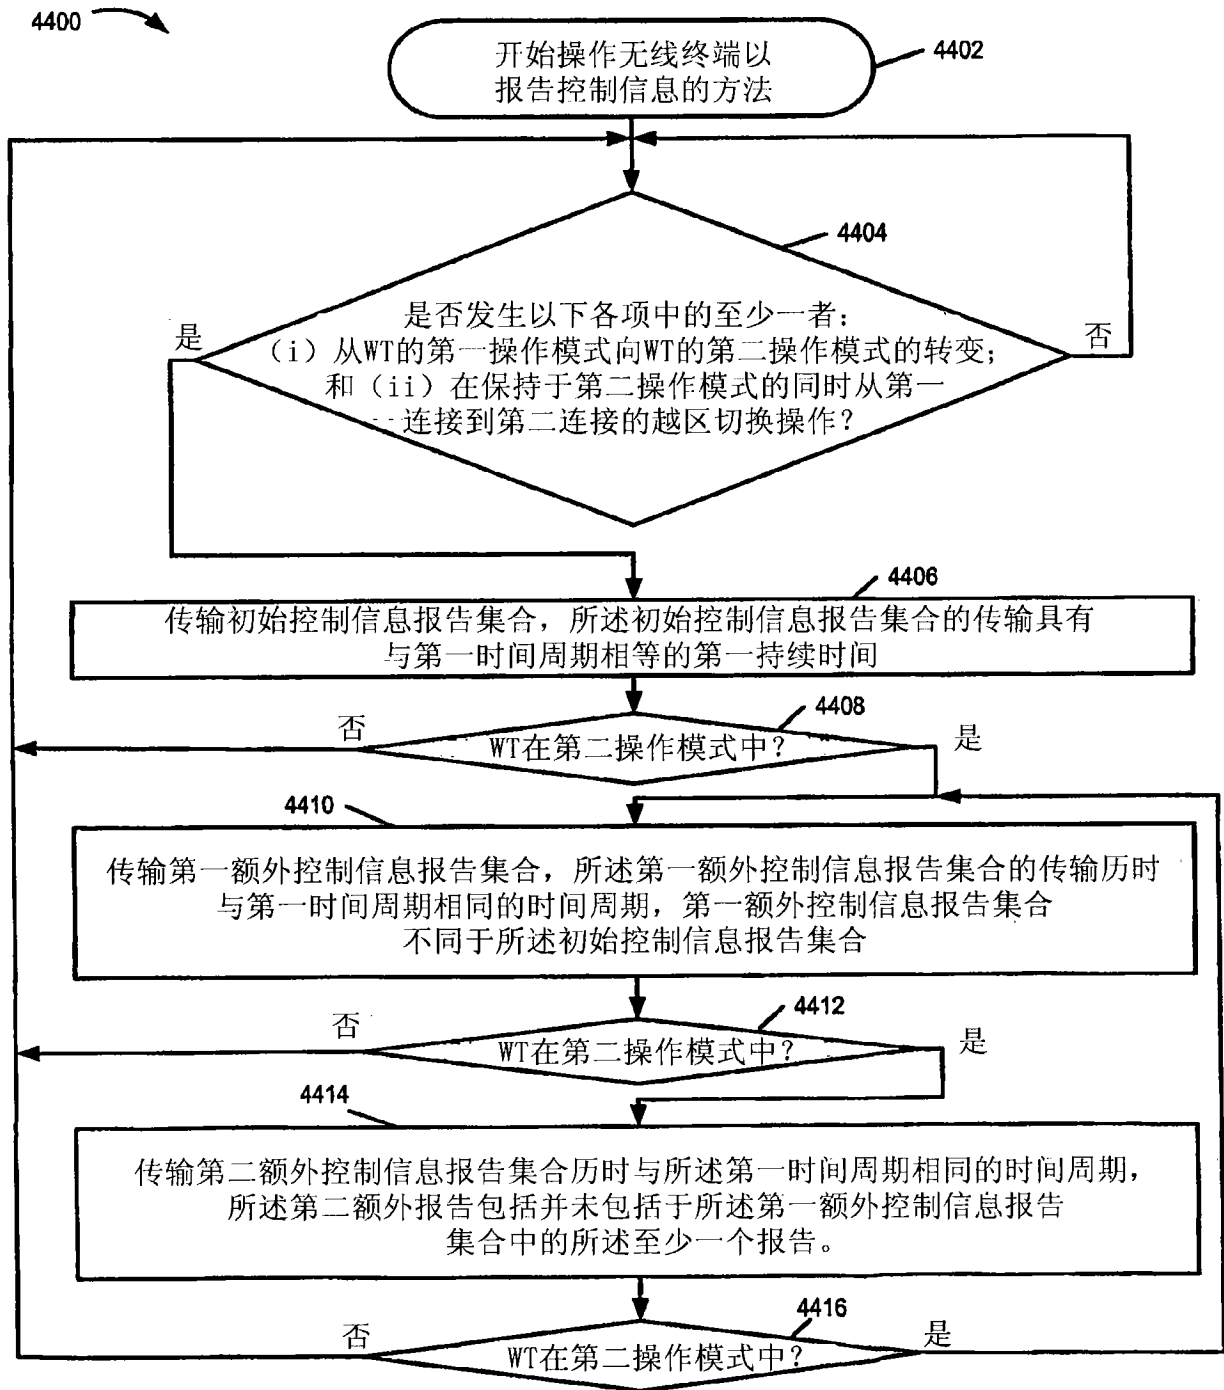 4400
开始操作无线终端以
报告控制信息的方法
4402
4404
是否发生以下各项中的至少一者：
（i）从WT的第一操作模式向WT的第二操作模式的转变；
和（ii）在保持于第二操作模式的同时从第一
连接到第二连接的越区切换操作？
是
否
4406
传输初始控制信息报告集合，所述初始控制信息报告集合的传输具有
与第一时间周期相等的第一持续时间
4408
否
WT在第二操作模式中？
是
4410
传输第一额外控制信息报告集合，所述第一额外控制信息报告集合的传输历时
与第一时间周期相同的时间周期，第一额外控制信息报告集合
不同于所述初始控制信息报告集合
4412
否
WT在第二操作模式中？
是
4414
传输第二额外控制信息报告集合历时与所述第一时间周期相同的时间周期，
所述第二额外报告包括并未包括于所述第一额外控制信息报告
集合中的所述至少一个报告。
4416
否
WT在第二操作模式中？
是